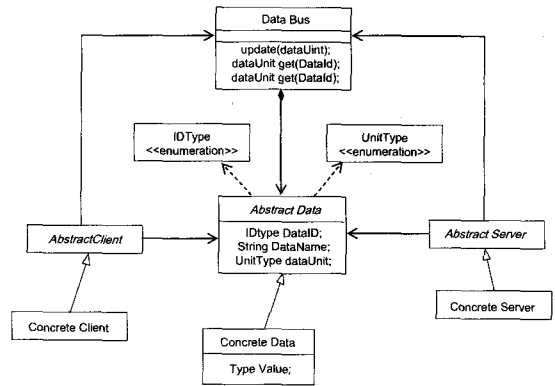 Data Bus
update(dataUint);
dataUnit get(DataId);
dataUnit get(DataId);
IDType
<<enumeration>>
UnitType
<<enumeration>>
Abstract Data
IDtype DataID;
String DataName;
UnitType dataUnit;
AbstractClient
Abstract Server
Concrete Client
Concrete Server
Concrete Data
Type Value;